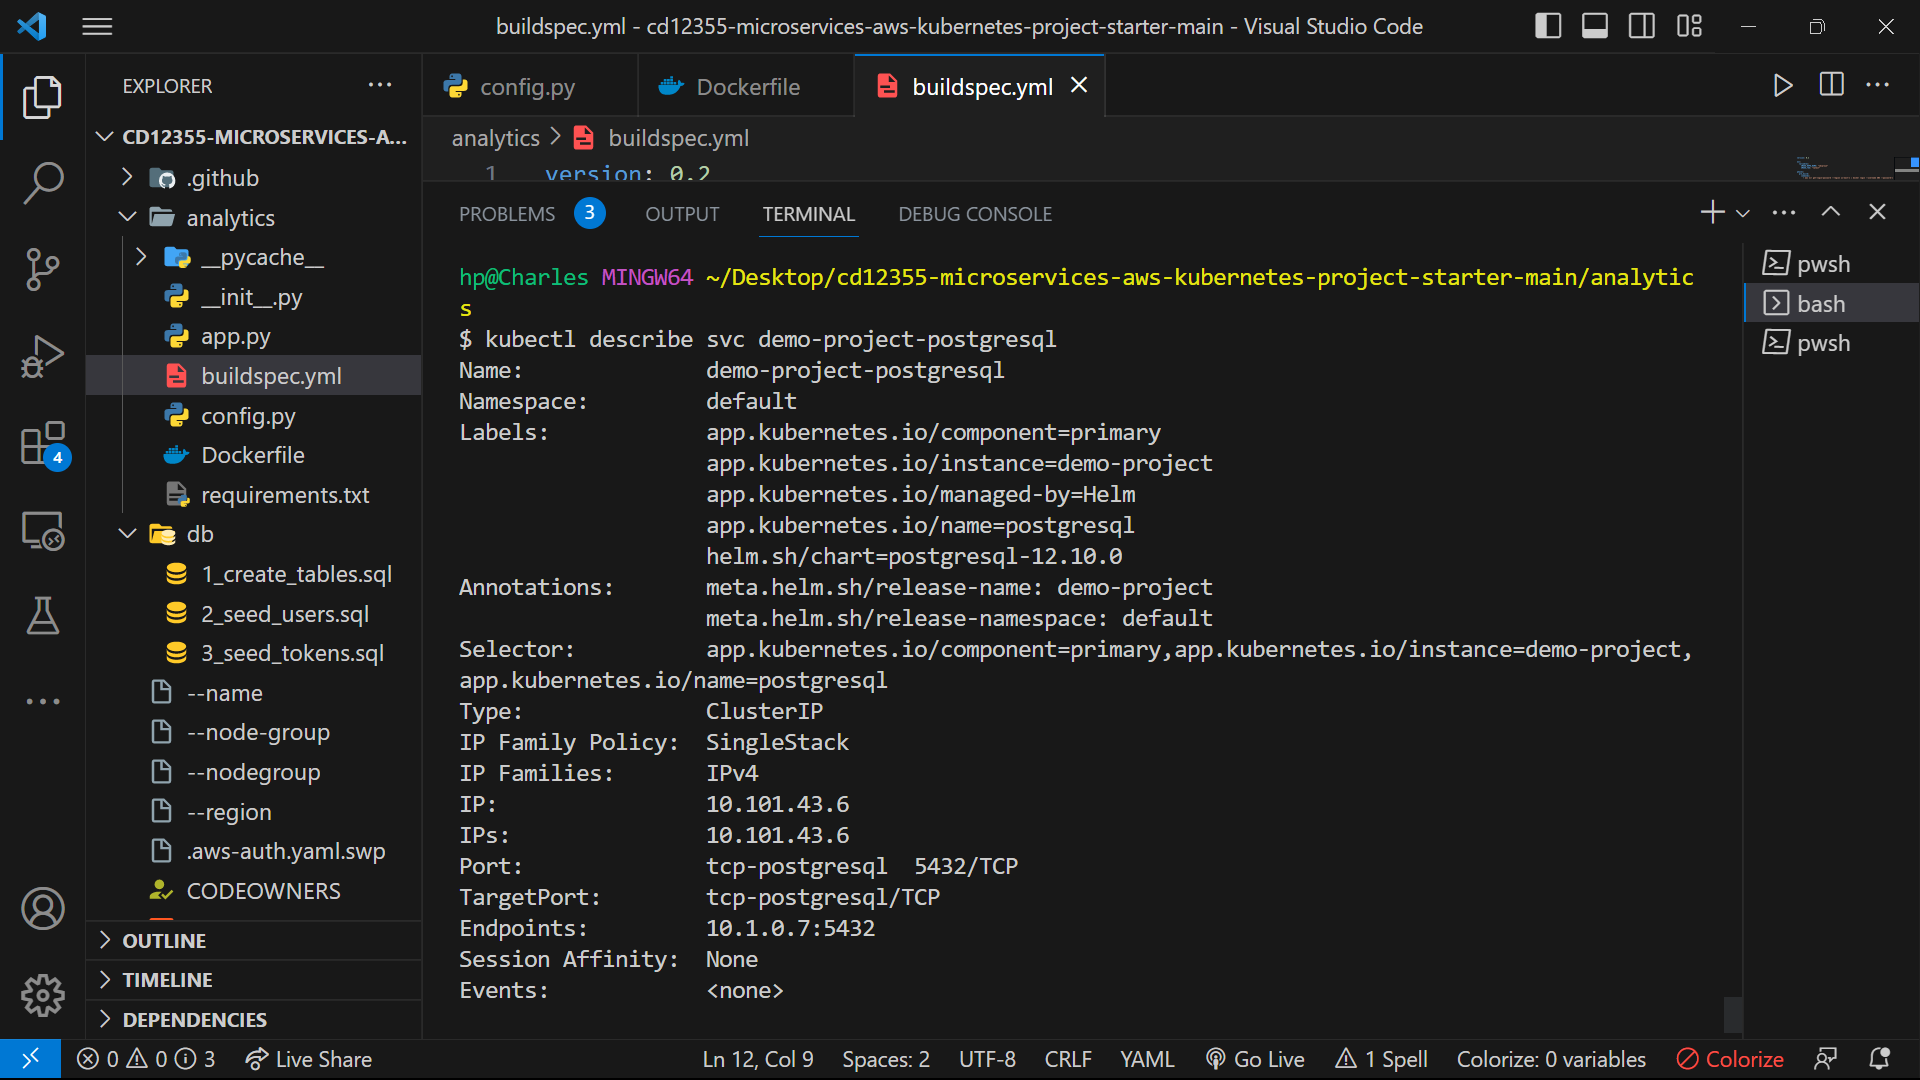 buildspec.yml - cd12355-microservices-aws-kubernetes-project-starter-main - Visual Studio Code
EXPLORER
config.py
Dockerfile
buildspec.yml
CD12355-MICROSERVICES-A...
.github
analytics
__pycache__
__init__.py
app.py
buildspec.yml
config.py
Dockerfile
requirements.txt
db
1_create_tables.sql
2_seed_users.sql
3_seed_tokens.sql
--name
--node-group
--nodegroup
--region
.aws-auth.yaml.swp
CODEOWNERS
OUTLINE
TIMELINE
DEPENDENCIES
4
analytics > buildspec.yml
1 version: 0.2
PROBLEMS 3 OUTPUT TERMINAL DEBUG CONSOLE
hp@Charles MINGW64 ~/Desktop/cd12355-microservices-aws-kubernetes-project-starter-main/analytic
s
$ kubectl describe svc demo-project-postgresql
Name: demo-project-postgresql
Namespace: default
Labels: app.kubernetes.io/component=primary
app.kubernetes.io/instance=demo-project
app.kubernetes.io/managed-by=Helm
app.kubernetes.io/name=postgresql
helm.sh/chart=postgresql-12.10.0
Annotations: meta.helm.sh/release-name: demo-project
meta.helm.sh/release-namespace: default
Selector: app.kubernetes.io/component=primary,app.kubernetes.io/instance=demo-project,
app.kubernetes.io/name=postgresql
Type: ClusterIP
IP Family Policy: SingleStack
IP Families: IPv4
IP: 10.101.43.6
IPs: 10.101.43.6
Port: tcp-postgresql 5432/TCP
TargetPort: tcp-postgresql/TCP
Endpoints: 10.1.0.7:5432
Session Affinity: None
Events: <none>
pwsh
bash
pwsh
0 0 3 Live Share Ln 12, Col 9 Spaces: 2 UTF-8 CRLF YAML Go Live 1 Spell Colorize: 0 variables Colorize